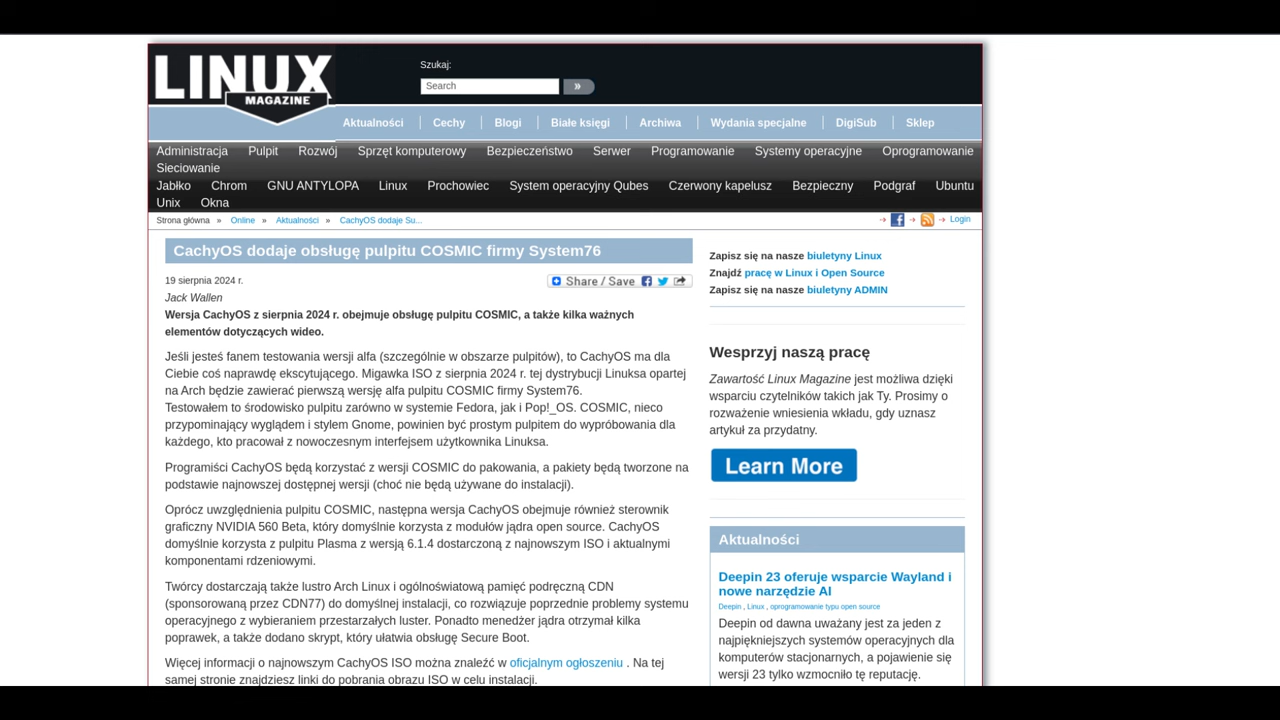 LINUX
MAGAZINE
Szukaj:
Search
»
Aktualności
Cechy
Blogi
Białe księgi
Archiwa
Wydania specjalne
DigiSub
Sklep
Administracja Pulpit Rozwój Sprzęt komputerowy Bezpieczeństwo Serwer Programowanie Systemy operacyjne Oprogramowanie
Sieciowanie
Jabłko Chrom GNU ANTYLOPA Linux Prochowiec System operacyjny Qubes Czerwony kapelusz Bezpieczny Podgraf Ubuntu
Unix Okna
Strona główna » Online » Aktualności » CachyOS dodaje Su...
Login
CachyOS dodaje obsługę pulpitu COSMIC firmy System76
19 sierpnia 2024 r.
Share / Save
Jack Wallen
Wersja CachyOS z sierpnia 2024 r. obejmuje obsługę pulpitu COSMIC, a także kilka ważnych
elementów dotyczących wideo.
Jeśli jesteś fanem testowania wersji alfa (szczególnie w obszarze pulpitów), to CachyOS ma dla
Ciebie coś naprawdę ekscytującego. Migawka ISO z sierpnia 2024 r. tej dystrybucji Linuksa opartej
na Arch będzie zawierać pierwszą wersję alfa pulpitu COSMIC firmy System76.
Testowałem to środowisko pulpitu zarówno w systemie Fedora, jak i Pop!_OS. COSMIC, nieco
przypominający wyglądem i stylem Gnome, powinien być prostym pulpitem do wypróbowania dla
każdego, kto pracował z nowoczesnym interfejsem użytkownika Linuksa.
Programiści CachyOS będą korzystać z wersji COSMIC do pakowania, a pakiety będą tworzone na
podstawie najnowszej dostępnej wersji (choć nie będą używane do instalacji).
Oprócz uwzględnienia pulpitu COSMIC, następna wersja CachyOS obejmuje również sterownik
graficzny NVIDIA 560 Beta, który domyślnie korzysta z modułów jądra open source. CachyOS
domyślnie korzysta z pulpitu Plasma z wersją 6.1.4 dostarczoną z najnowszym ISO i aktualnymi
komponentami rdzeniowymi.
Twórcy dostarczają także lustro Arch Linux i ogólnoświatową pamięć podręczną CDN
(sponsorowaną przez CDN77) do domyślnej instalacji, co rozwiązuje poprzednie problemy systemu
operacyjnego z wybieraniem przestarzałych luster. Ponadto menedżer jądra otrzymał kilka
poprawek, a także dodano skrypt, który ułatwia obsługę Secure Boot.
Więcej informacji o najnowszym CachyOS ISO można znaleźć w oficjalnym ogłoszeniu . Na tej
samej stronie znajdziesz linki do pobrania obrazu ISO w celu instalacji.
Zapisz się na nasze biuletyny Linux
Znajdź pracę w Linux i Open Source
Zapisz się na nasze biuletyny ADMIN
Wesprzyj naszą pracę
Zawartość Linux Magazine jest możliwa dzięki
wsparciu czytelników takich jak Ty. Prosimy o
rozważenie wniesienia wkładu, gdy uznasz
artykuł za przydatny.
Learn More
Aktualności
Deepin 23 oferuje wsparcie Wayland i
nowe narzędzie AI
Deepin , Linux , oprogramowanie typu open source
Deepin od dawna uważany jest za jeden z
najpiękniejszych systemów operacyjnych dla
komputerów stacjonarnych, a pojawienie się
wersji 23 tylko wzmocniło tę reputację.